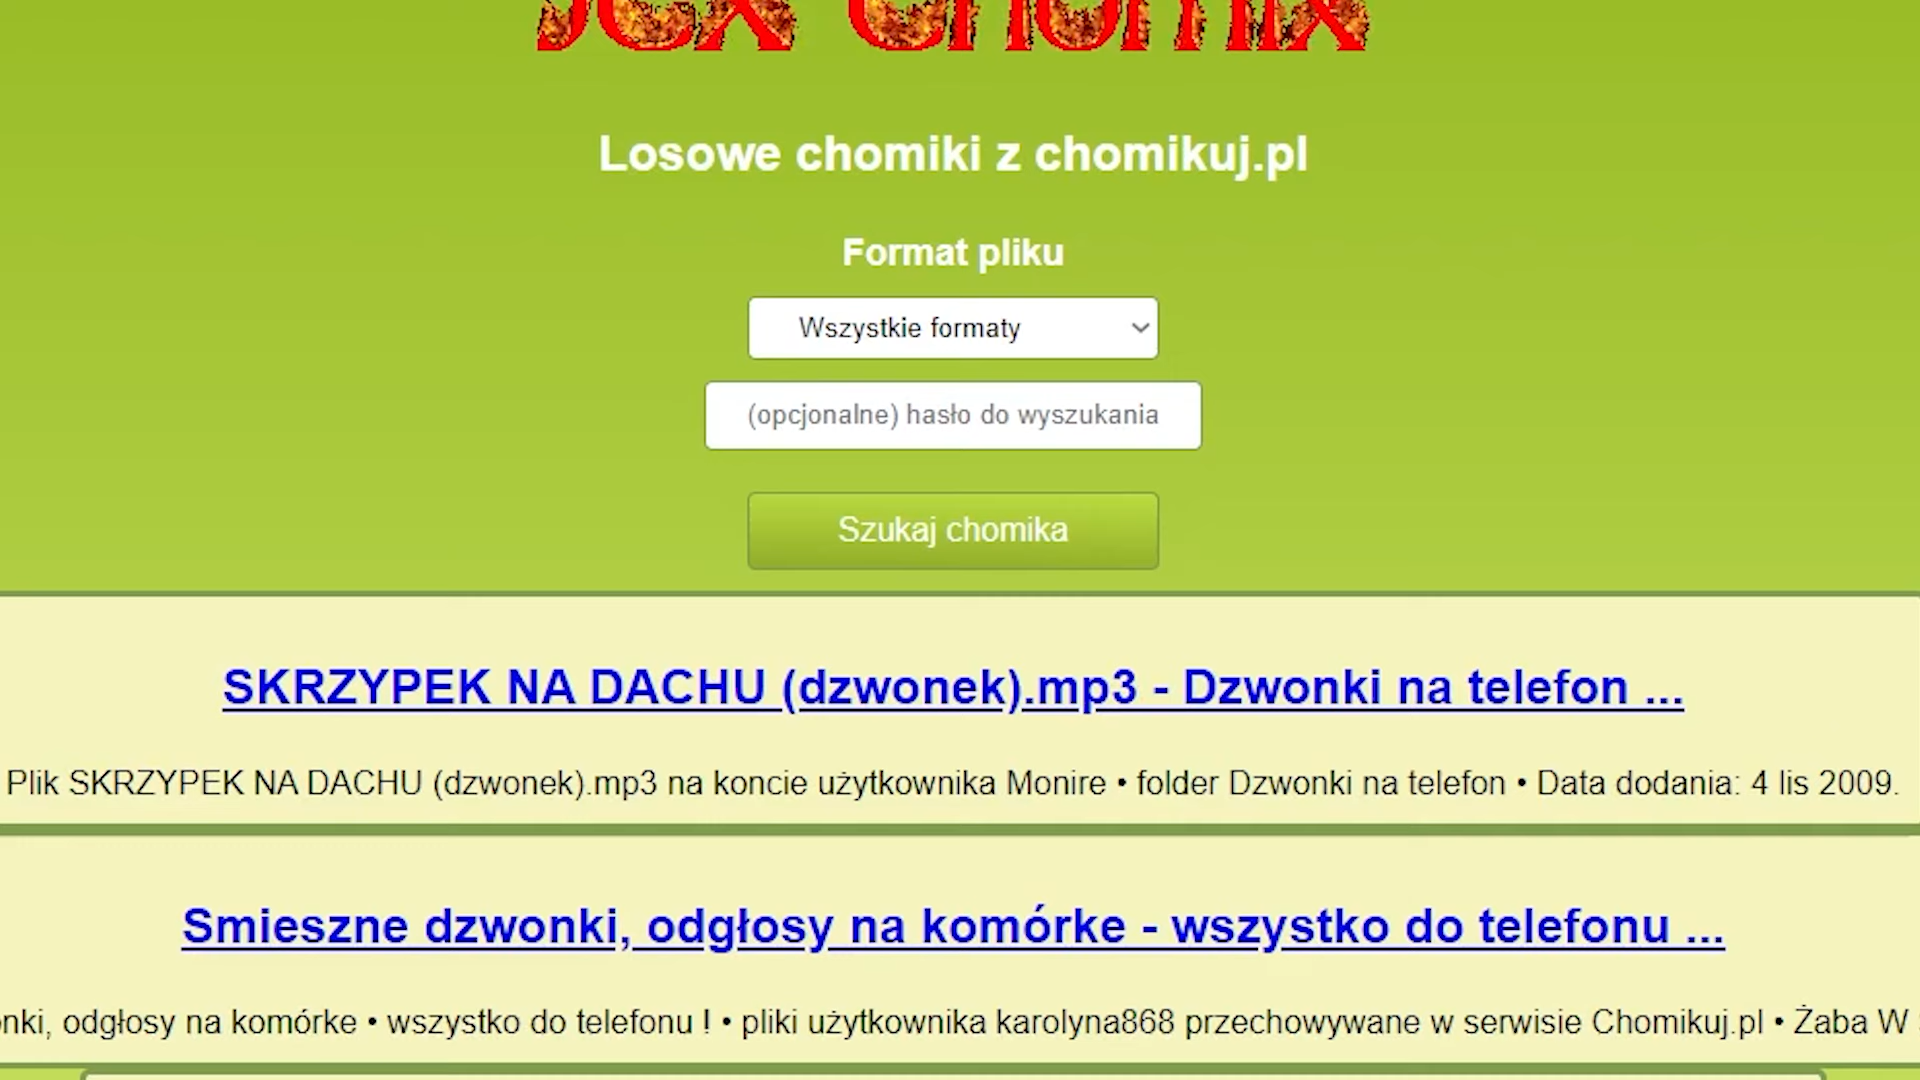 Chomix
Losowe chomiki z chomikuj.pl
Format pliku
Wszystkie formaty
(opcjonalne) hasło do wyszukania
Szukaj chomika
SKRZYPEK NA DACHU (dzwonek).mp3 - Dzwonki na telefon ...
Plik SKRZYPEK NA DACHU (dzwonek).mp3 na koncie użytkownika Monire • folder Dzwonki na telefon • Data dodania: 4 lis 2009.
Smieszne dzwonki, odgłosy na komórke - wszystko do telefonu ...
nki, odgłosy na komórke • wszystko do telefonu ! • pliki użytkownika karolyna868 przechowywane w serwisie Chomikuj.pl • Żaba W